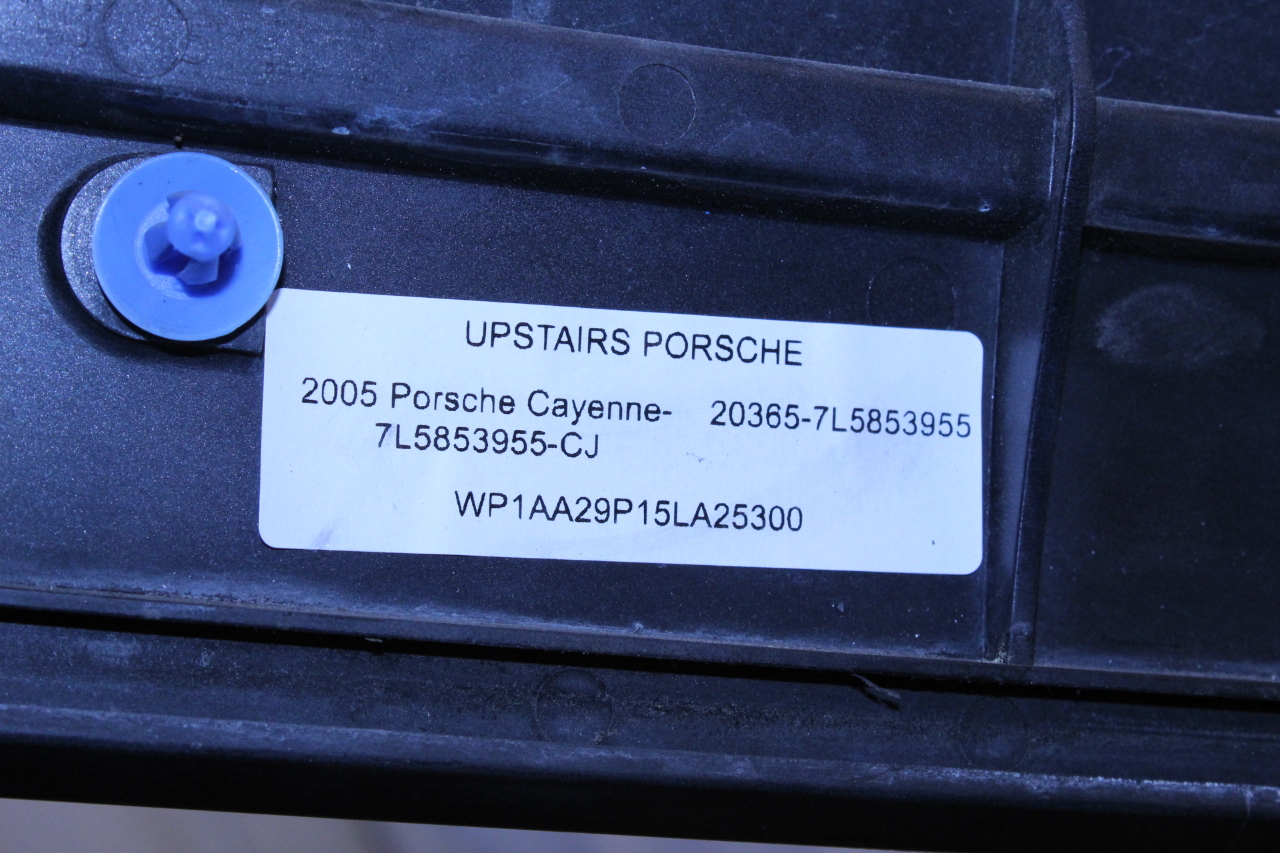 UPSTAIRS PORSCHE
2005 Porsche Cayenne- 20365-7L5853955
7L5853955-CJ
WP1AA29P15LA25300